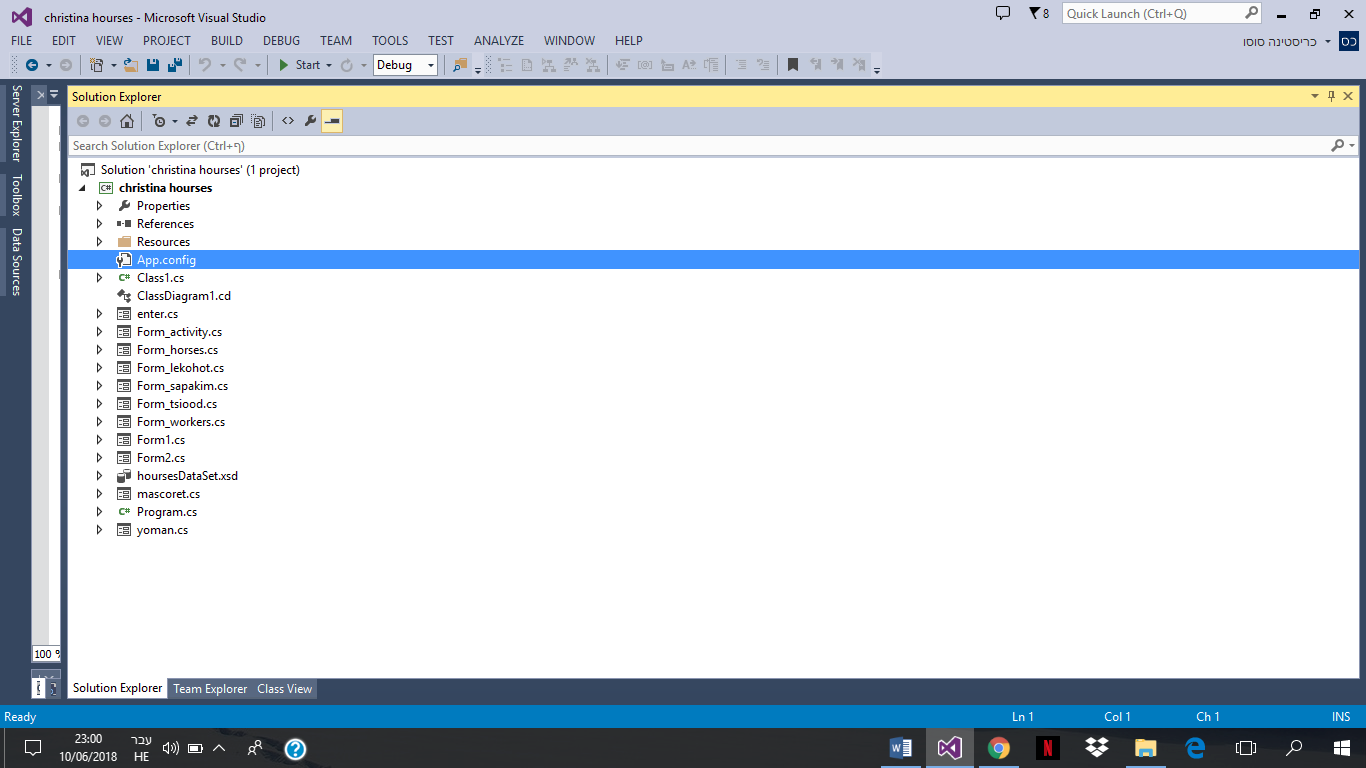 christina hourses - Microsoft Visual Studio
8
Quick Launch (Ctrl+Q)
FILE EDIT VIEW PROJECT BUILD DEBUG TEAM TOOLS TEST ANALYZE WINDOW HELP
כריסטינה סוסו
כס
Start Debug
Server Explorer
Toolbox
Data Sources
Solution Explorer
Search Solution Explorer (Ctrl+ף)
Solution 'christina hourses' (1 project)
christina hourses
Properties
References
Resources
App.config
Class1.cs
ClassDiagram1.cd
enter.cs
Form_activity.cs
Form_horses.cs
Form_lekohot.cs
Form_sapakim.cs
Form_tsiood.cs
Form_workers.cs
Form1.cs
Form2.cs
hoursesDataSet.xsd
mascoret.cs
Program.cs
yoman.cs
100 %
Solution Explorer Team Explorer Class View
Ready Ln 1 Col 1 Ch 1 INS
23:00
10/06/2018
עבר
HE